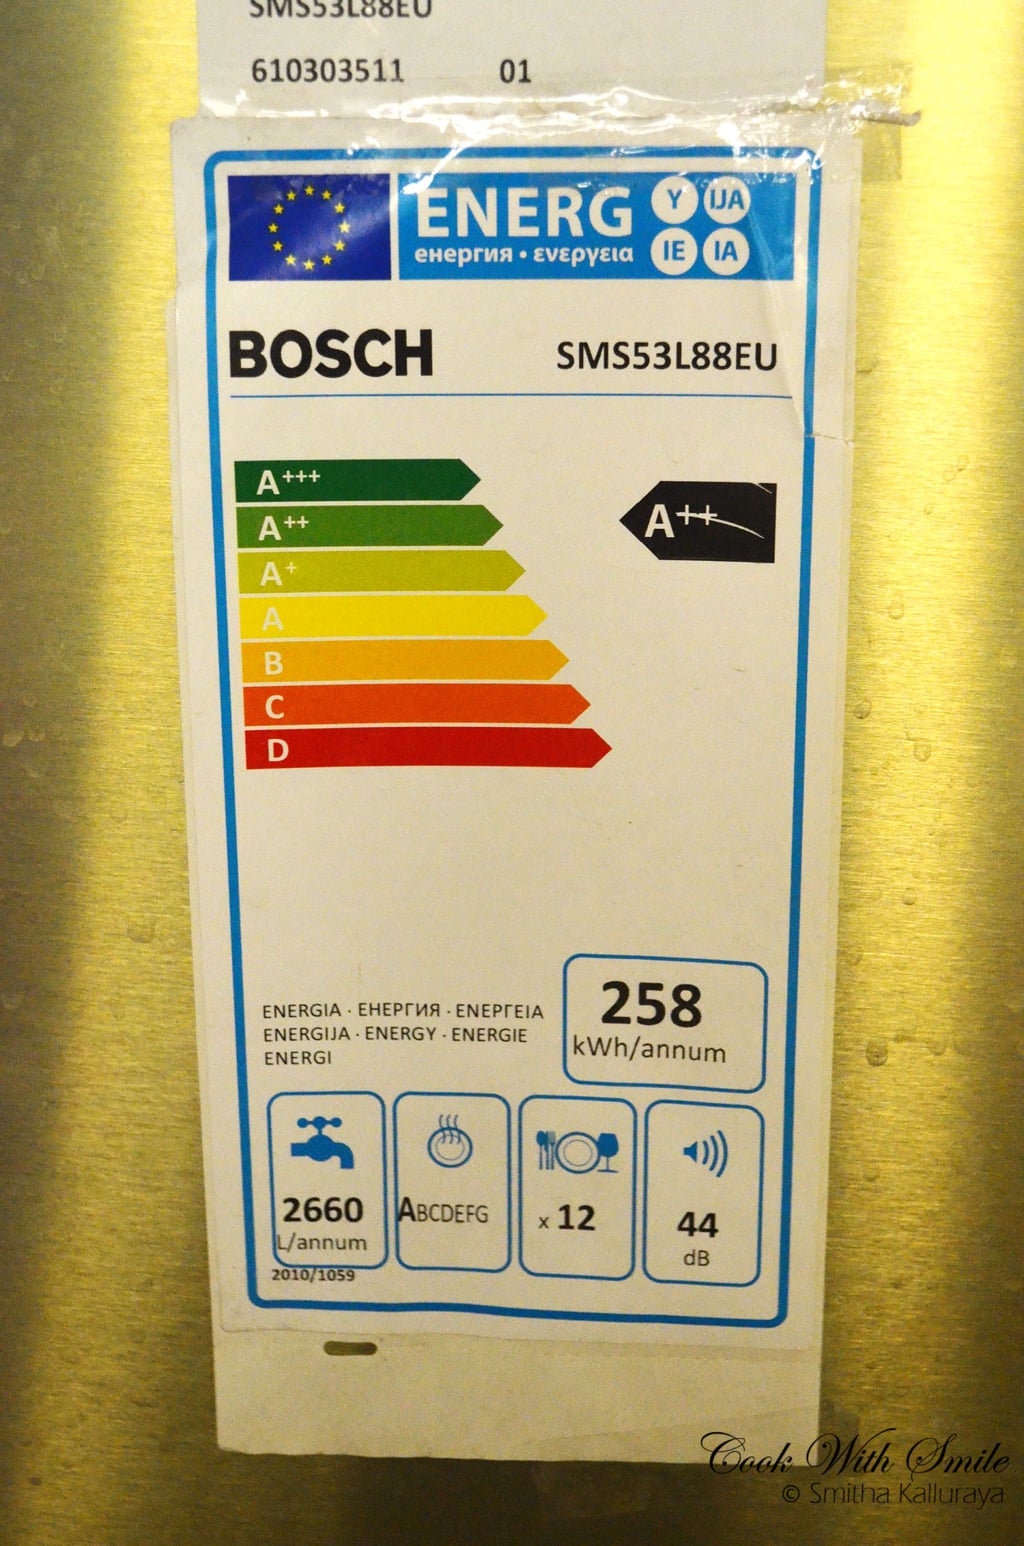 SMS53L88EU
610303511 01
ENERG Y IJA
енергия · ενεργεια IE IA
BOSCH SMS53L88EU
A+++
A++
A++
A+
A
B
C
D
258
kWh/annum
ENERGIA · ЕНЕРГИЯ · ΕΝΕΡΓΕΙΑ
ENERGIJA · ENERGY · ENERGIE
ENERGI
2660
L/annum
ABCDEFG
x 12
44
dB
2010/1059
Cook With Smile
© Smitha Kalluraya